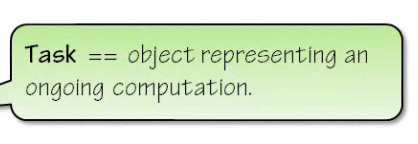 Task == object representing an
ongoing computation.